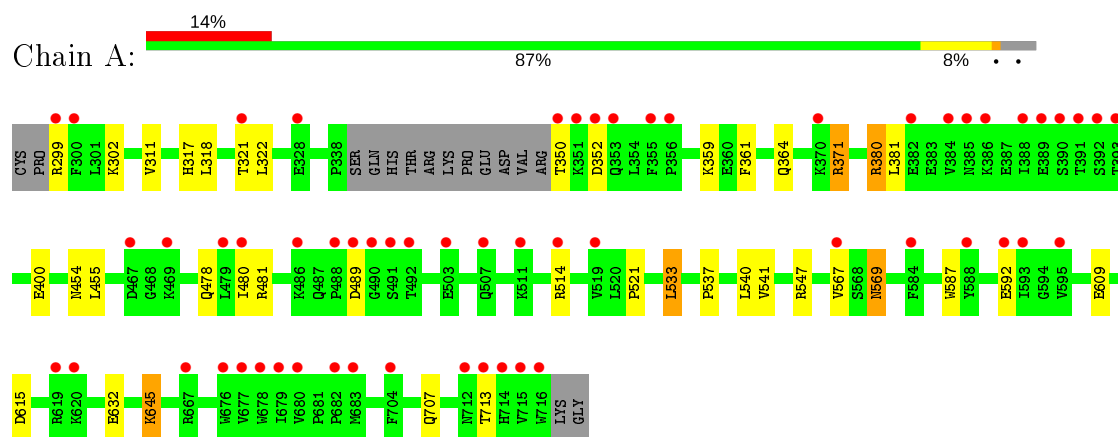 14%
Chain A:
87%
8%
CYS PRO R299 F300 L301 K302 V311 H317 L318 T321 L322 E328 P338 SER GLN HIS THR ARG LYS PRO GLU ASP VAL ARG T350 K351 D352 Q353 L354 F355 P356 K359 E360 F361 Q364 K370 R371 R380 L381 E382 E383 V384 N385 K386 E387 I388 E389 S390 T391 S392 T393
E400 N454 L455 D467 G468 K469 Q478 L479 I480 R481 K486 Q487 P488 D489 G490 S491 T492 E503 Q507 K511 R514 V519 L520 P521 L533 P537 L540 V541 R547 V567 S568 N569 F584 W587 Y588 E592 I593 G594 V595 E609
D615 R619 K620 E632 K645 R667 W676 V677 W678 I679 V680 P681 P682 M683 F704 Q707 N712 T713 H714 V715 W716 LYS GLY